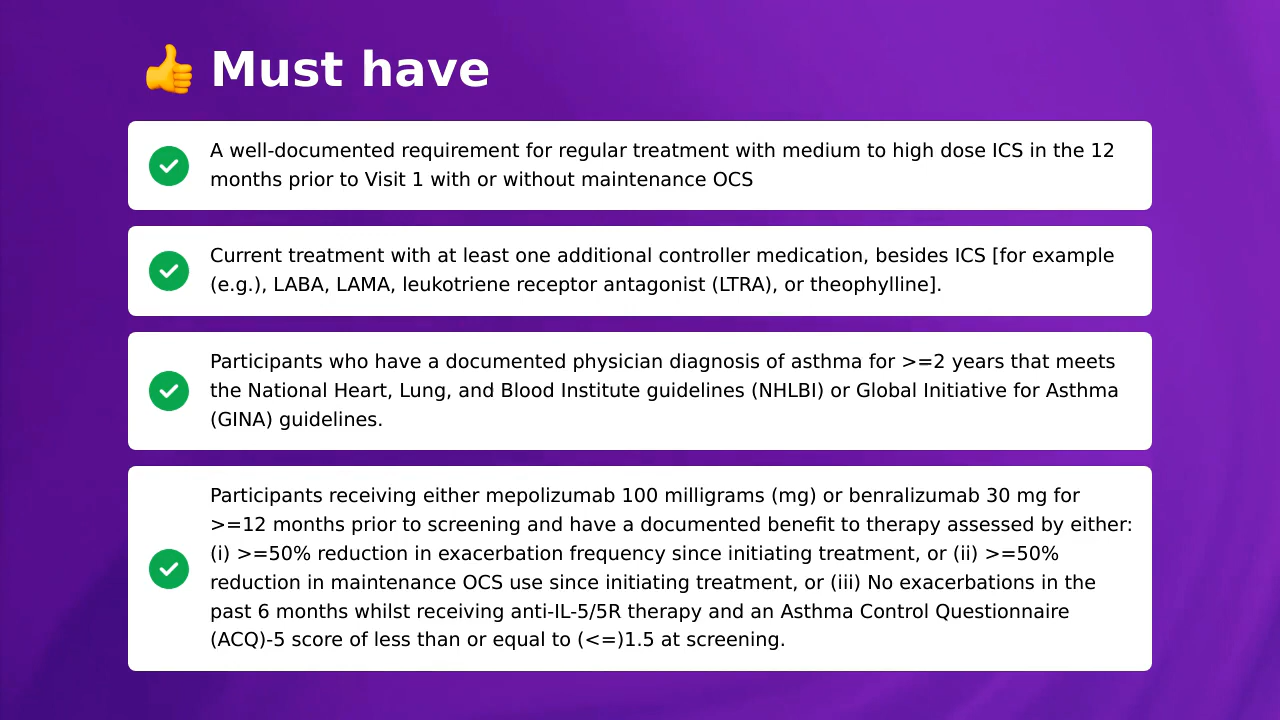 👍 Must have
A well-documented requirement for regular treatment with medium to high dose ICS in the 12
months prior to Visit 1 with or without maintenance OCS
Current treatment with at least one additional controller medication, besides ICS [for example
(e.g.), LABA, LAMA, leukotriene receptor antagonist (LTRA), or theophylline].
Participants who have a documented physician diagnosis of asthma for >=2 years that meets
the National Heart, Lung, and Blood Institute guidelines (NHLBI) or Global Initiative for Asthma
(GINA) guidelines.
Participants receiving either mepolizumab 100 milligrams (mg) or benralizumab 30 mg for
>=12 months prior to screening and have a documented benefit to therapy assessed by either:
(i) >=50% reduction in exacerbation frequency since initiating treatment, or (ii) >=50%
reduction in maintenance OCS use since initiating treatment, or (iii) No exacerbations in the
past 6 months whilst receiving anti-IL-5/5R therapy and an Asthma Control Questionnaire
(ACQ)-5 score of less than or equal to (<=)1.5 at screening.